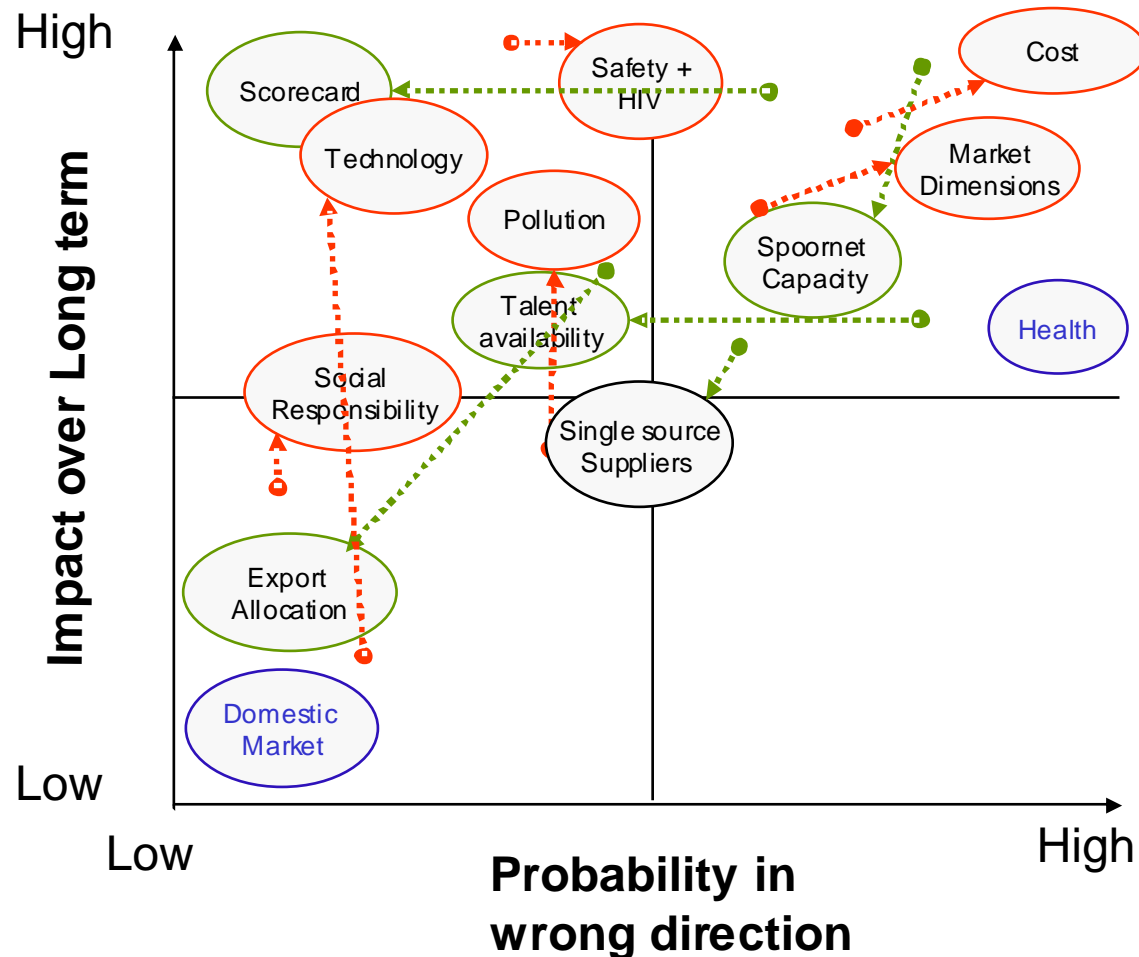 High
Impact over Long term
Low
Low
High
Probability in
wrong direction
Scorecard
Safety +
HIV
Cost
Technology
Market
Dimensions
Pollution
Spoornet
Capacity
Talent
availability
Health
Social
Responsibility
Single source
Suppliers
Export
Allocation
Domestic
Market